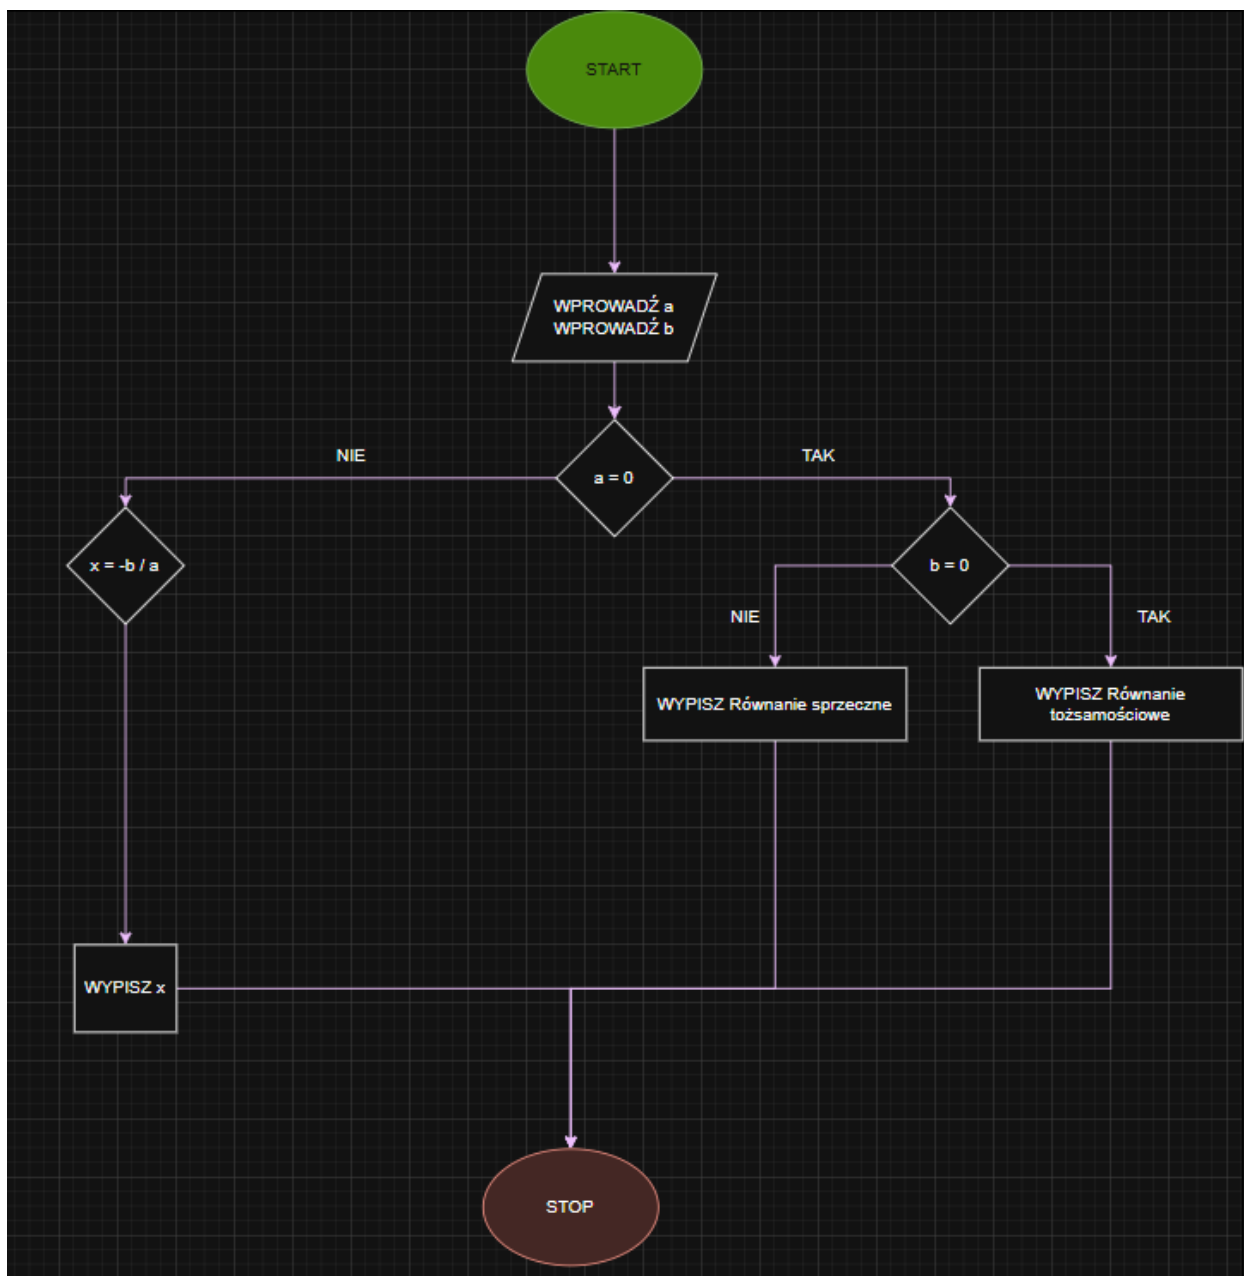 START
WPROWADŹ a
WPROWADŹ b
NIE
TAK
a = 0
x = -b / a
b = 0
NIE
TAK
WYPISZ Równanie sprzeczne
WYPISZ Równanie
tożsamościowe
WYPISZ x
STOP